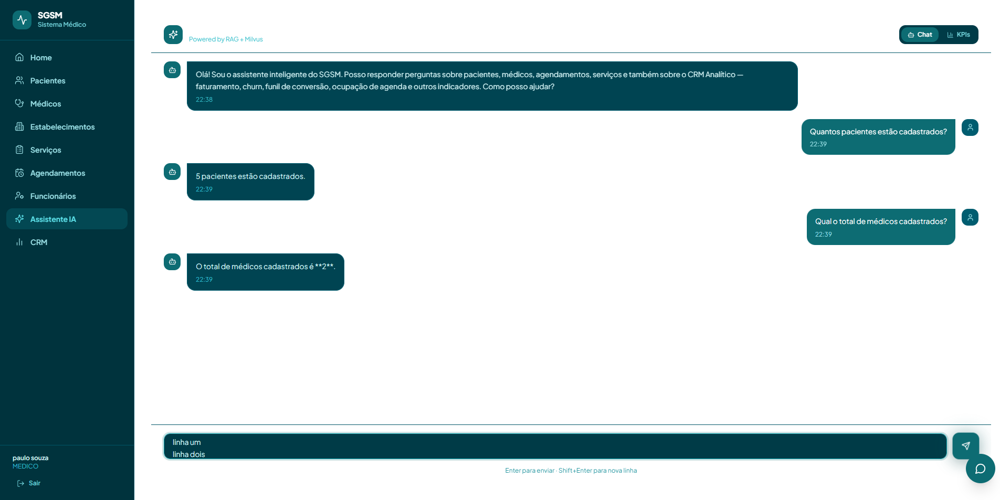 SGSM
Sistema Médico
Home
Pacientes
Médicos
Estabelecimentos
Serviços
Agendamentos
Funcionários
Assistente IA
CRM
paulo souza
MEDICO
Sair
Powered by RAG + Milvus
Chat
KPIs
Olá! Sou o assistente inteligente do SGSM. Posso responder perguntas sobre pacientes, médicos, agendamentos, serviços e também sobre o CRM Analítico —
faturamento, churn, funil de conversão, ocupação de agenda e outros indicadores. Como posso ajudar?
22:38
Quantos pacientes estão cadastrados?
22:39
5 pacientes estão cadastrados.
22:39
Qual o total de médicos cadastrados?
22:39
O total de médicos cadastrados é **2**.
22:39
linha um
linha dois
Enter para enviar · Shift+Enter para nova linha